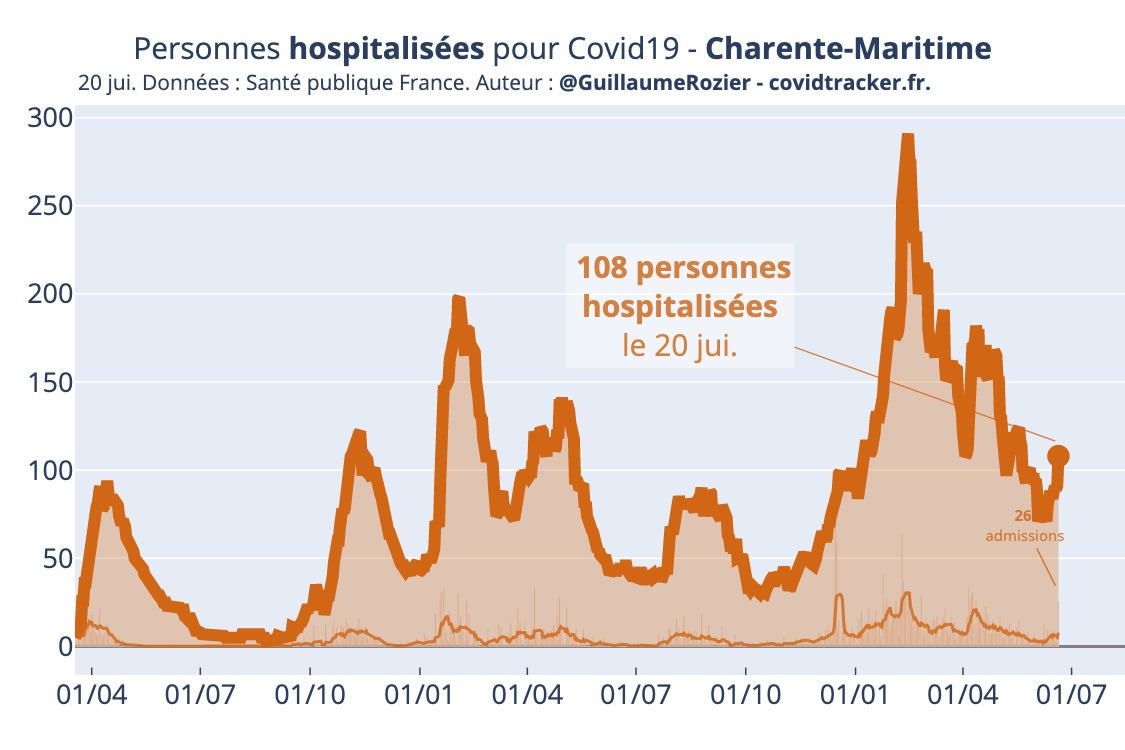 Personnes hospitalisées pour Covid19 - Charente-Maritime
20 jui. Données : Santé publique France. Auteur : @GuillaumeRozier - covidtracker.fr.
300
250
200
150
100
50
0
108 personnes
hospitalisées
le 20 jui.
26
admissions
01/04 01/07 01/10 01/01 01/04 01/07 01/10 01/01 01/04 01/07